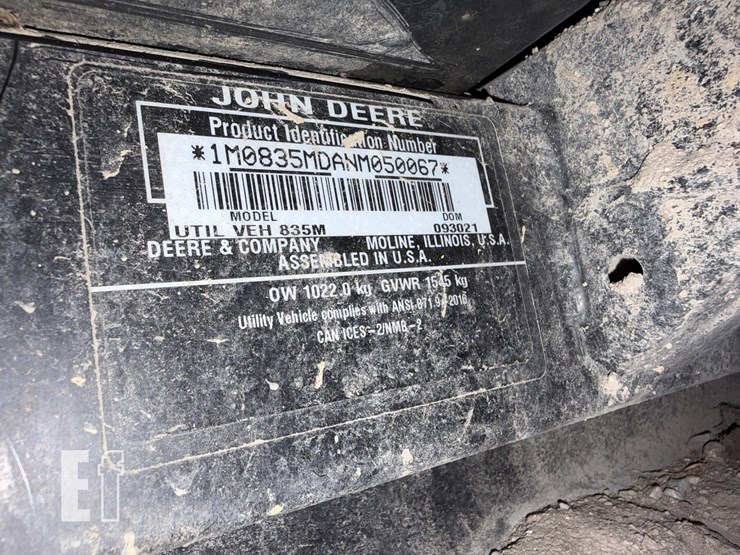 JOHN DEERE
Product Identification Number
*1M0835MDANM050067*
MODEL DOM
UTIL VEH 835M 093021
DEERE & COMPANY MOLINE, ILLINOIS, U.S.A.
ASSEMBLED IN U.S.A.
OW 1022.0 kg GVWR 1545 kg
Utility Vehicle complies with ANSI-B71.9-2016
CAN ICES-2/NMB-2
Ef